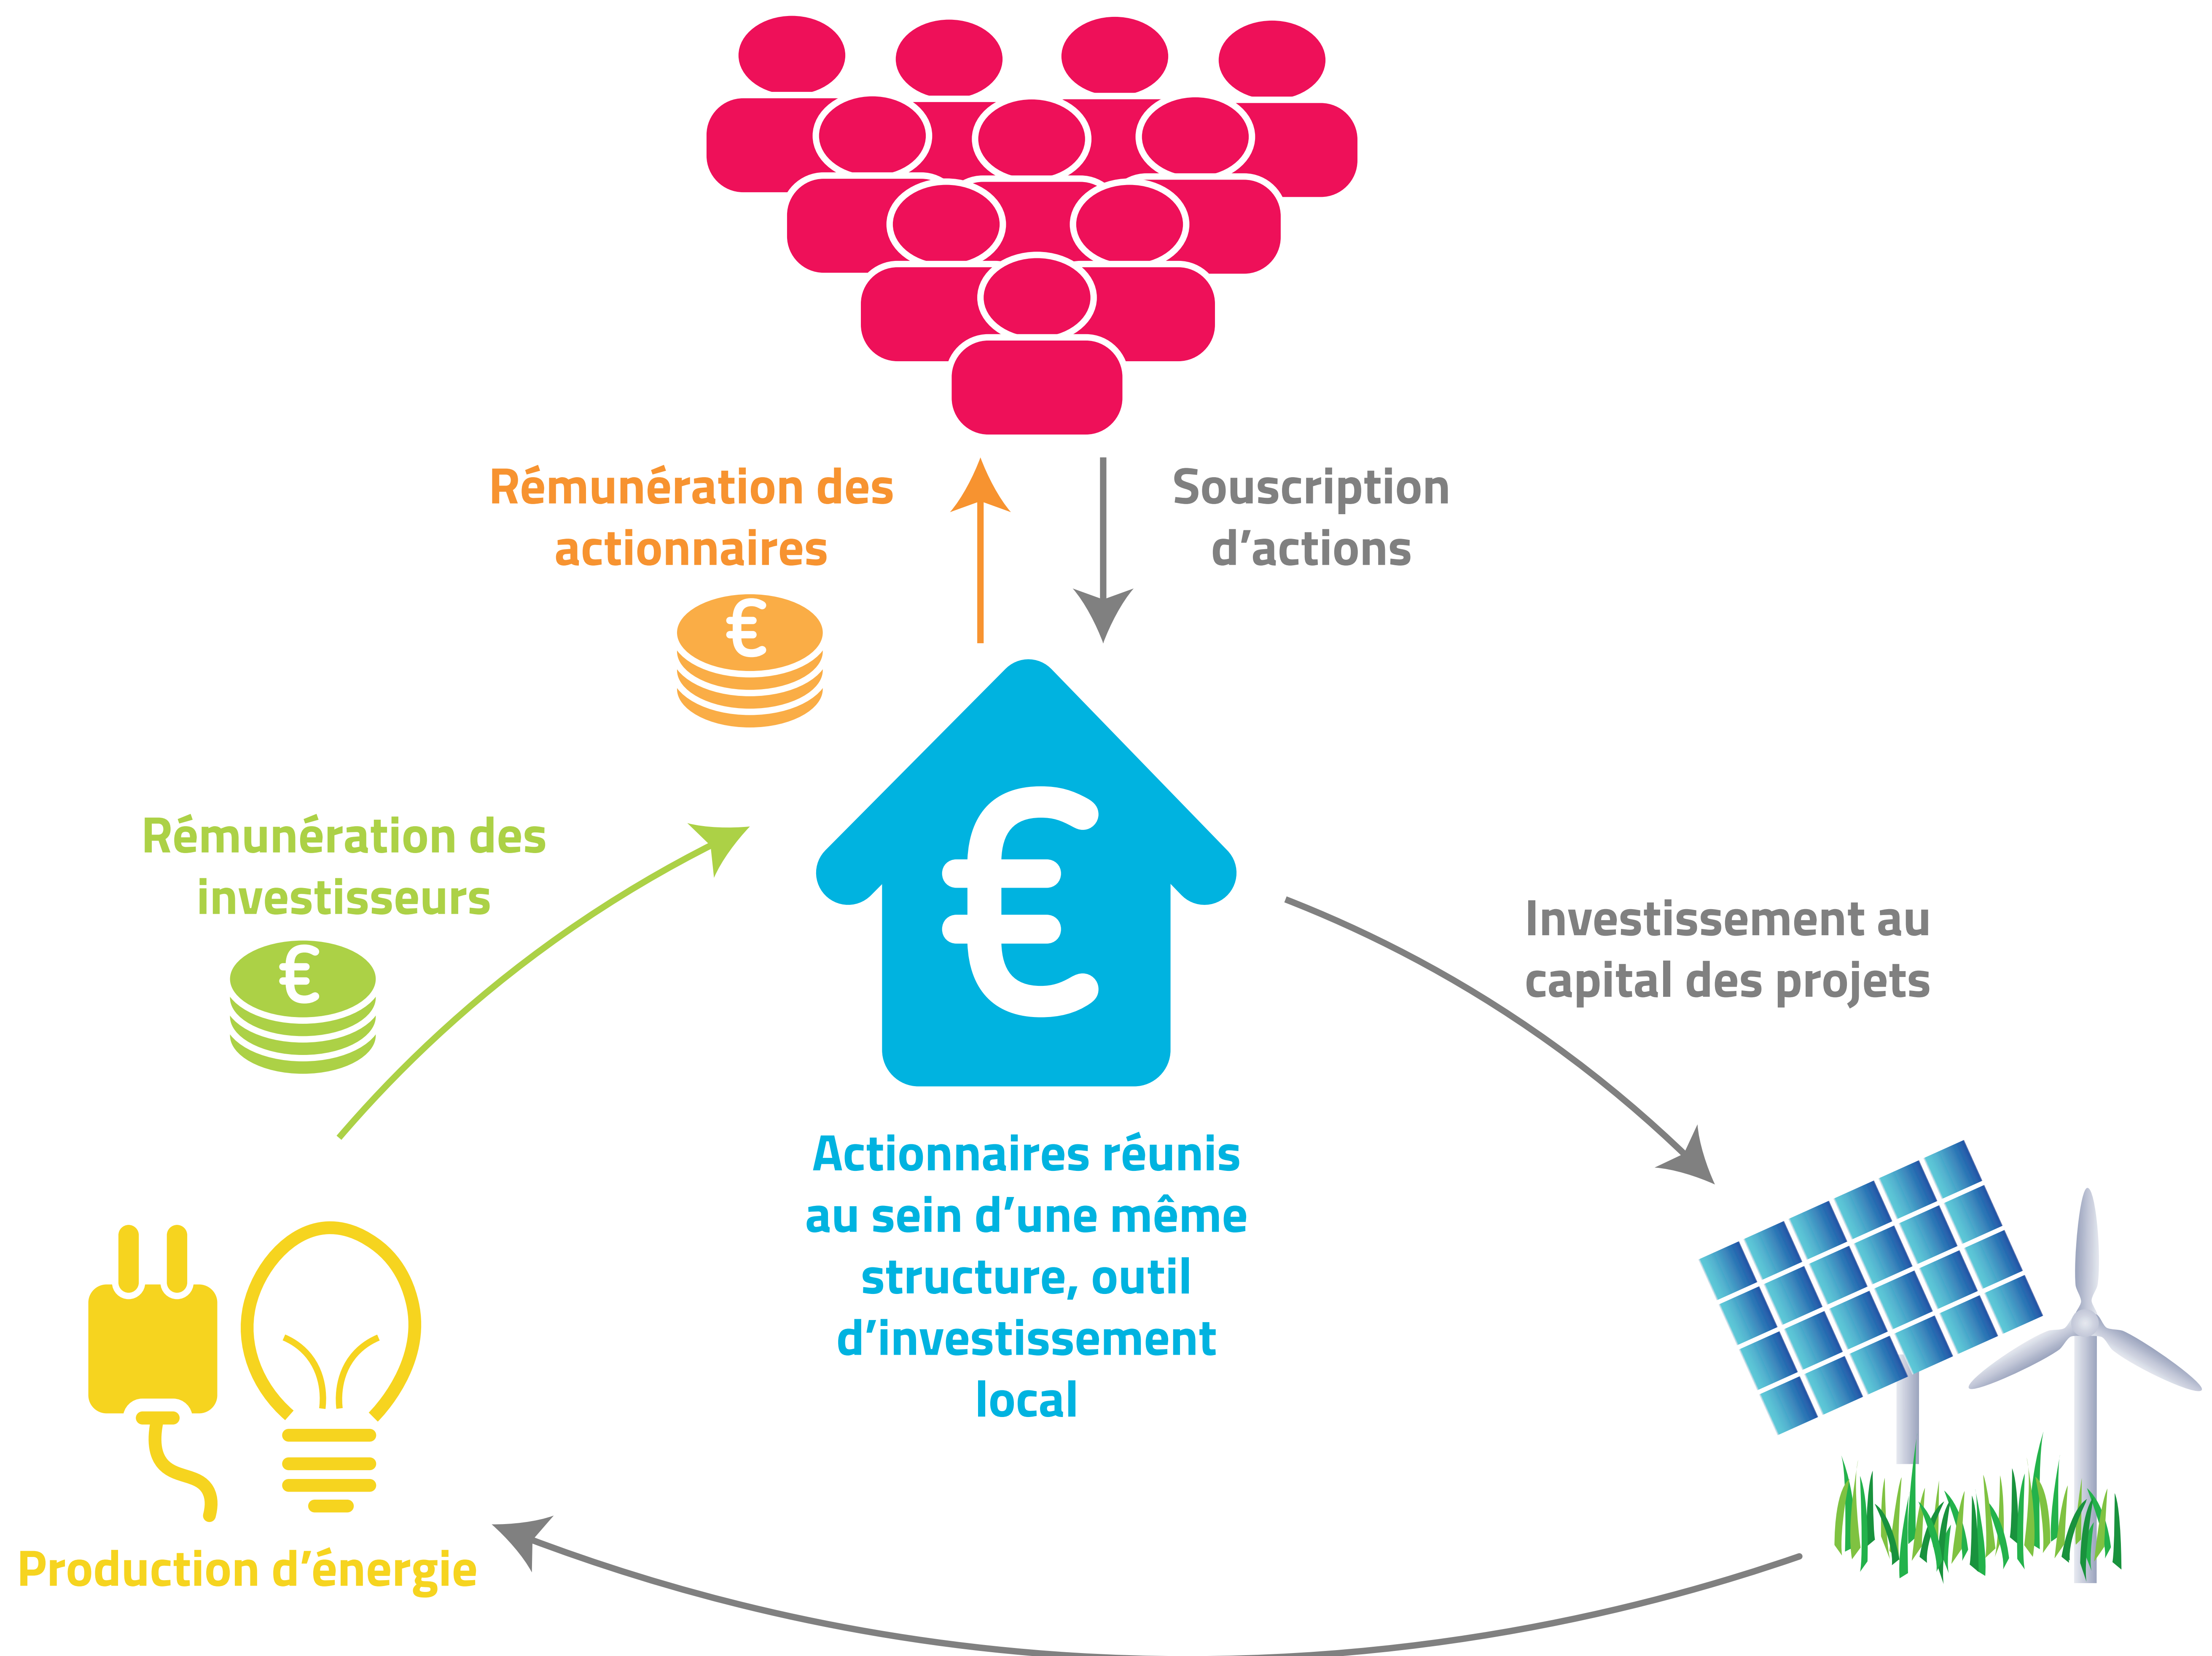 Rémunération des
actionnaires
€
Souscription
d’actions
Rémunération des
investisseurs
€
€
Investissement au
capital des projets
Actionnaires réunis
au sein d’une même
structure, outil
d’investissement
local
Production d’énergie